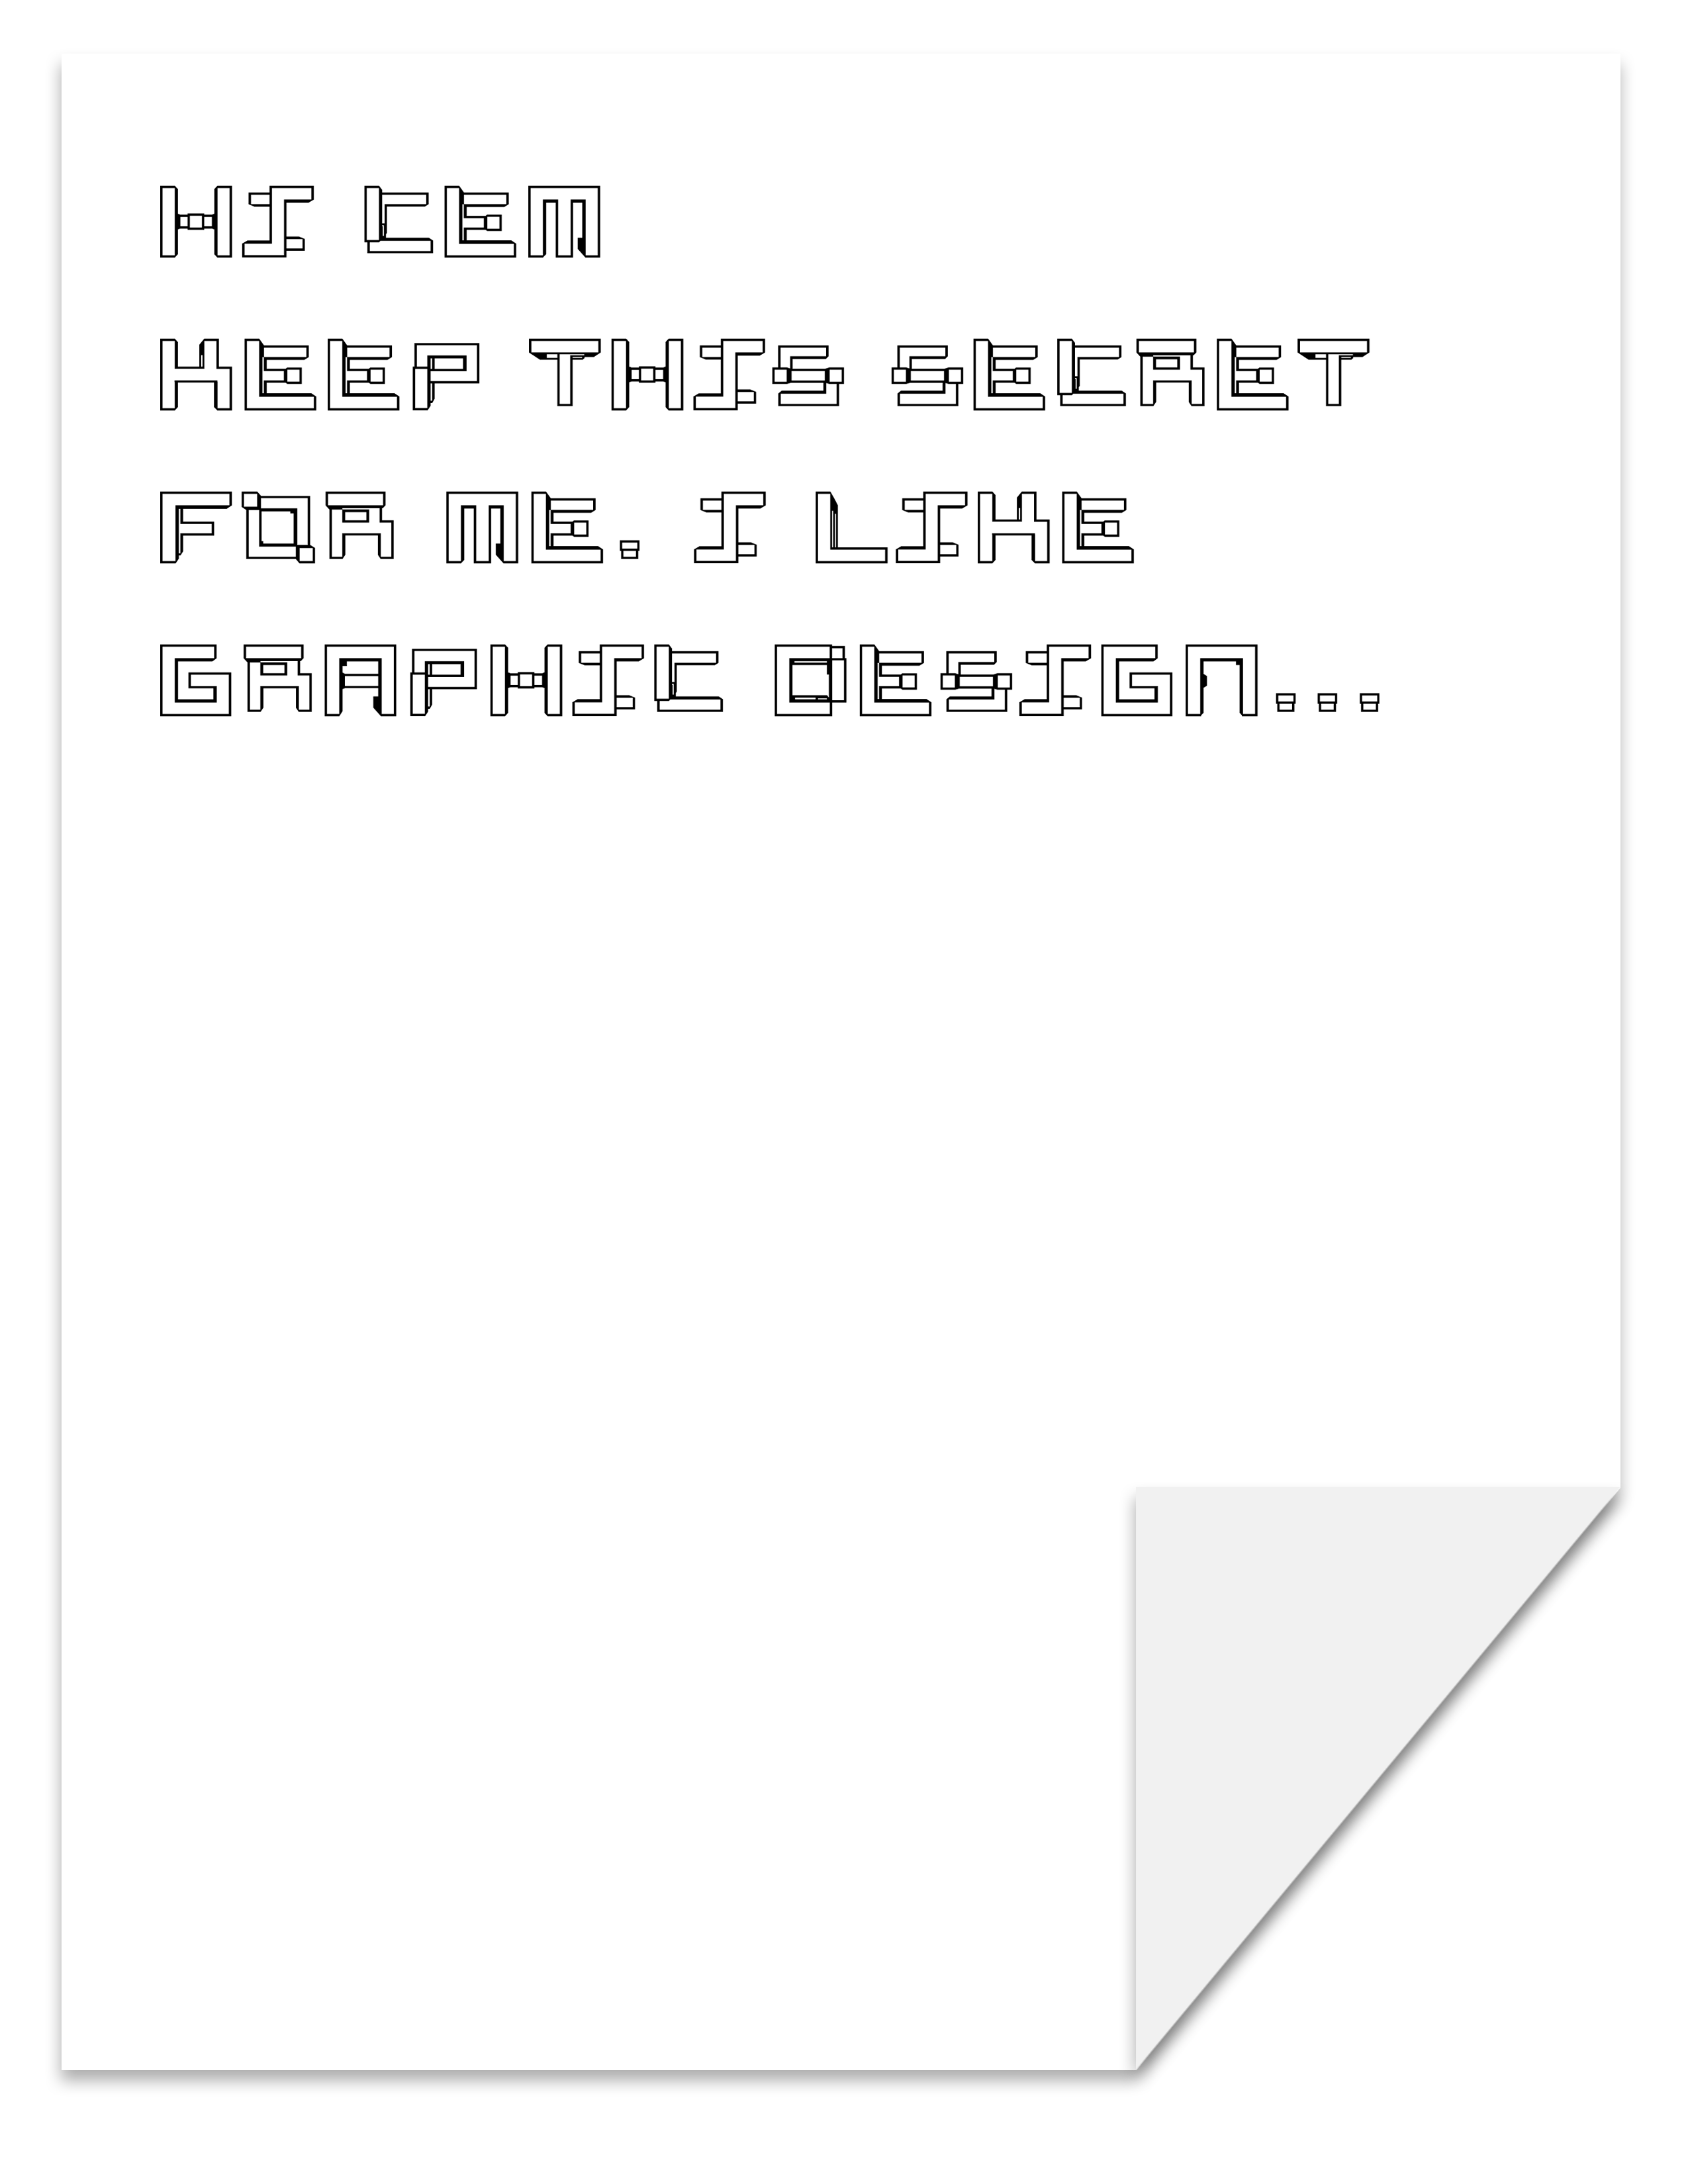 HI CEM
KEEP THIS SECRET
FOR ME. I LIKE
GRAPHIC DESIGN...